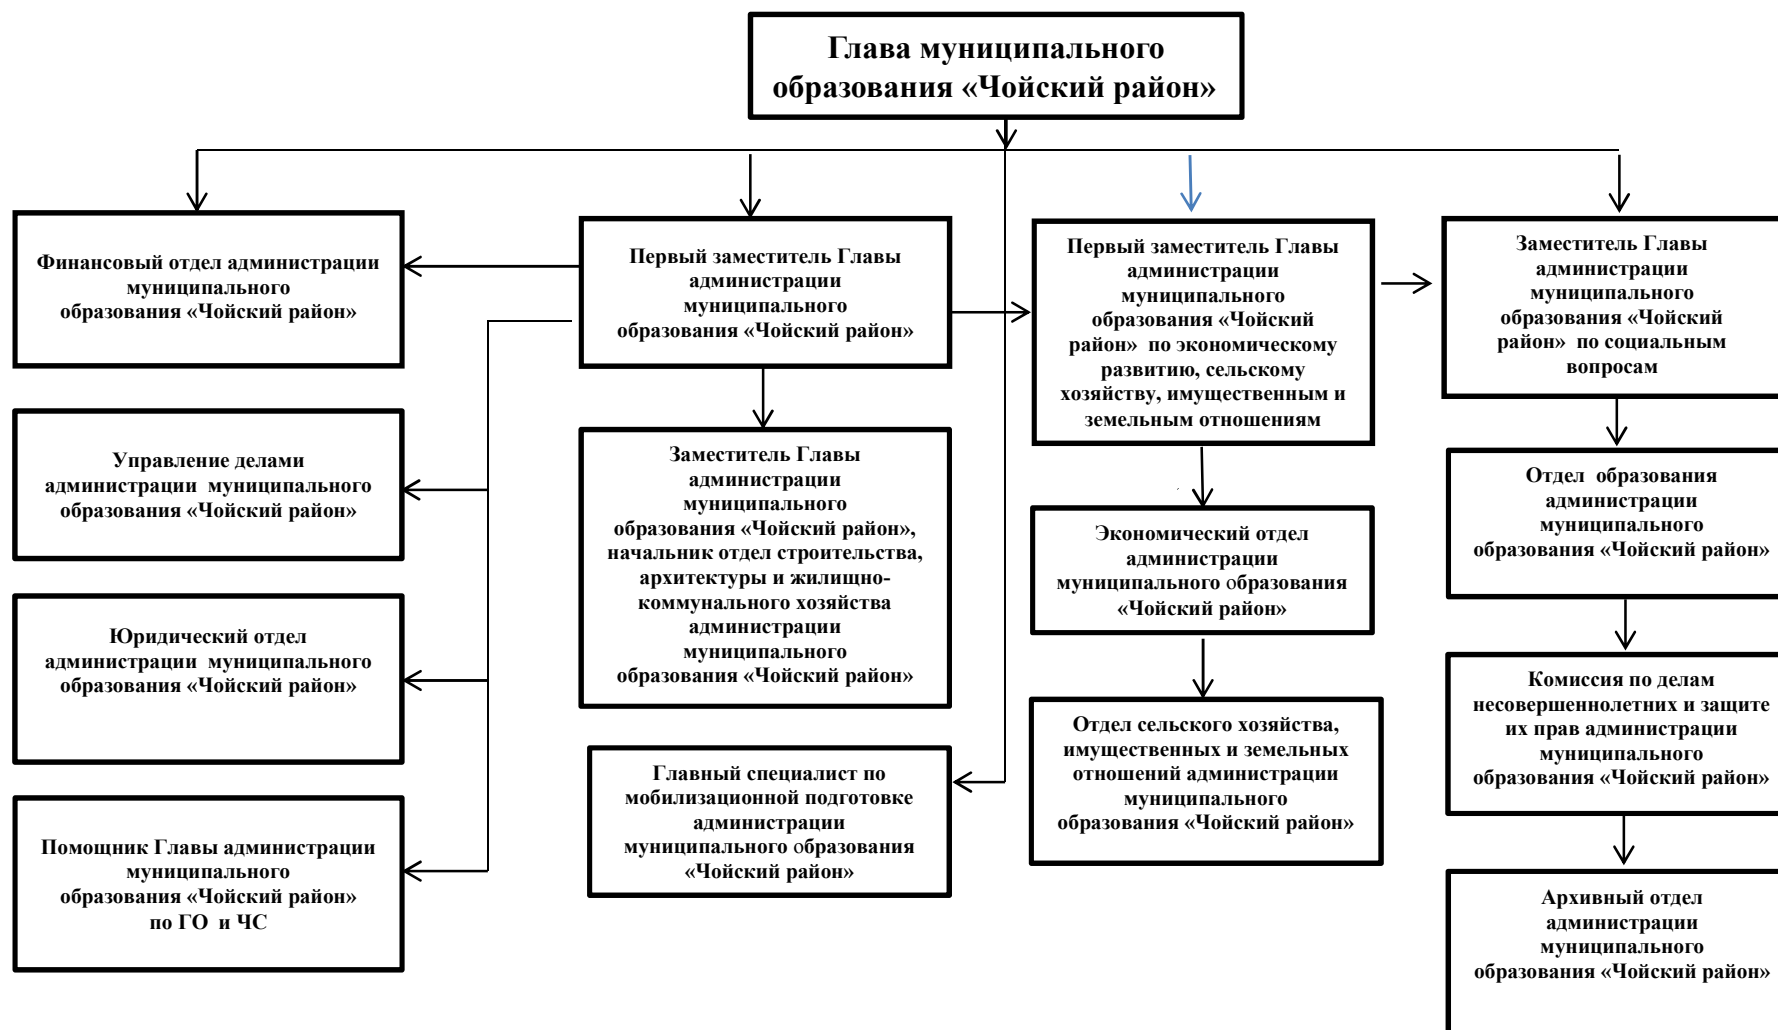 Глава муниципального
образования «Чойский район»
Финансовый отдел администрации
муниципального
образования «Чойский район»
Первый заместитель Главы
администрации
муниципального
образования «Чойский район»
Первый заместитель Главы
администрации
муниципального
образования «Чойский
район» по экономическому
развитию, сельскому
хозяйству, имущественным и
земельным отношениям
Заместитель Главы
администрации
муниципального
образования «Чойский
район» по социальным
вопросам
Управление делами
администрации муниципального
образования «Чойский район»
Заместитель Главы
администрации
муниципального
образования «Чойский район»,
начальник отдел строительства,
архитектуры и жилищно-
коммунального хозяйства
администрации
муниципального
образования «Чойский район»
Экономический отдел
администрации
муниципального образования
«Чойский район»
Отдел образования
администрации
муниципального
образования «Чойский район»
Юридический отдел
администрации муниципального
образования «Чойский район»
Отдел сельского хозяйства,
имущественных и земельных
отношений администрации
муниципального
образования «Чойский район»
Комиссия по делам
несовершеннолетних и защите
их прав администрации
муниципального
образования «Чойский район»
Помощник Главы администрации
муниципального
образования «Чойский район»
по ГО и ЧС
Главный специалист по
мобилизационной подготовке
администрации
муниципального образования
«Чойский район»
Архивный отдел
администрации
муниципального
образования «Чойский район»